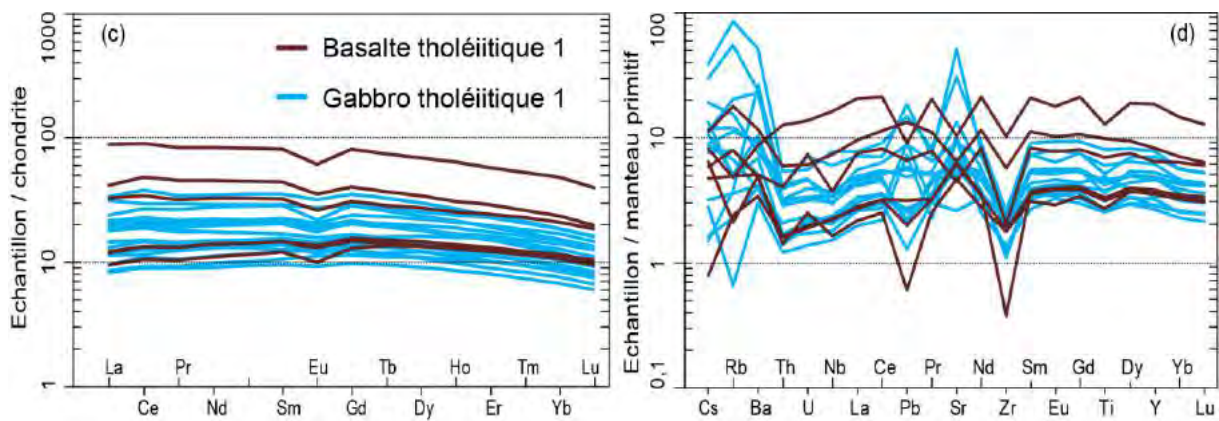 (c)
Basalte tholéiitique 1
Gabbro tholéiitique 1
Echantillon / chondrite
1000
100
10
1
La Pr Eu Tb Ho Tm Lu
Ce Nd Sm Gd Dy Er Yb
(d)
Echantillon / manteau primitif
100
10
1
0,1
Rb Th Nb Ce Pr Nd Sm Gd Dy Yb
Cs Ba U La Pb Sr Zr Eu Ti Y Lu